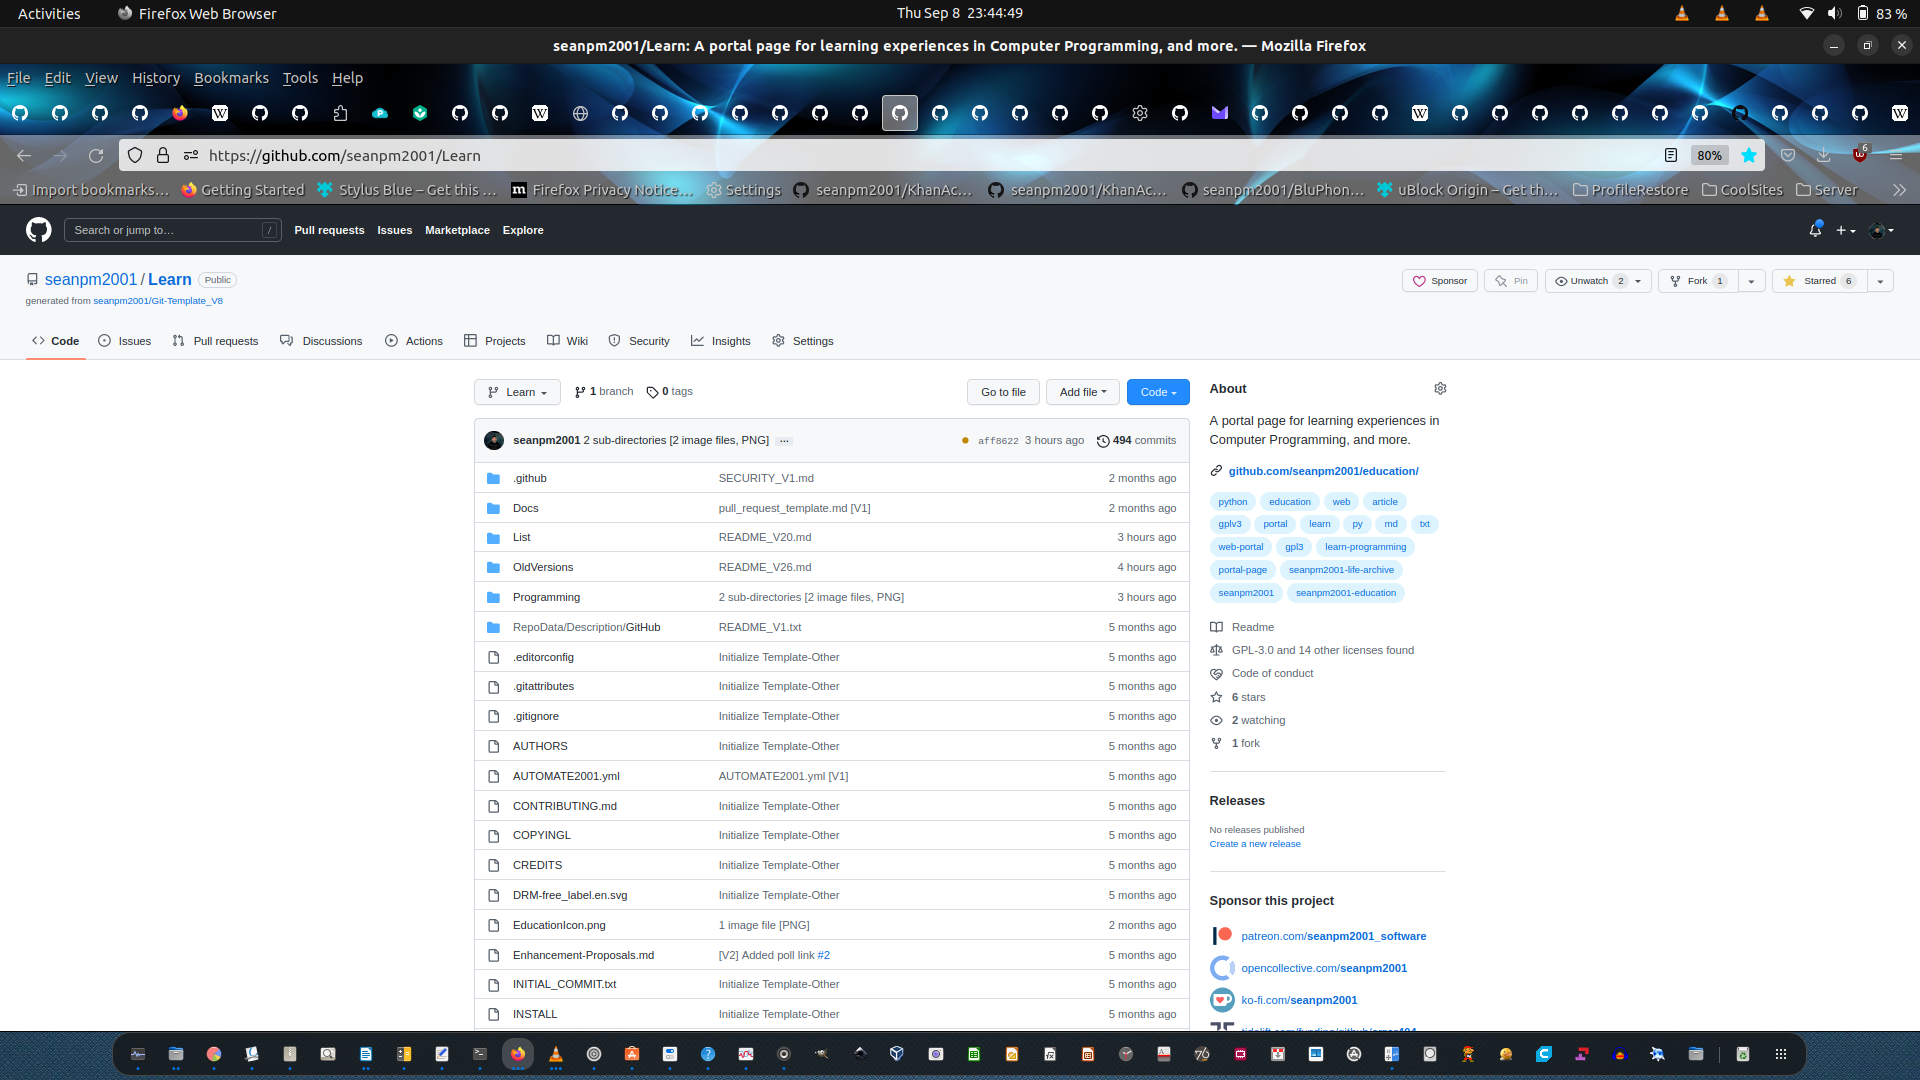 Activities
Firefox Web Browser
Thu Sep 8 23:44:49
83 %
seanpm2001/Learn: A portal page for learning experiences in Computer Programming, and more. — Mozilla Firefox
File Edit View History Bookmarks Tools Help
https://github.com/seanpm2001/Learn
80%
6
Import bookmarks… Getting Started Stylus Blue – Get this … Firefox Privacy Notice… Settings seanpm2001/KhanAc… seanpm2001/KhanAc… seanpm2001/BluPhon… uBlock Origin – Get th… ProfileRestore CoolSites Server
Search or jump to… /
Pull requests Issues Marketplace Explore
seanpm2001 / Learn Public
generated from seanpm2001/Git-Template_V8
Sponsor Pin Unwatch 2 Fork 1 Starred 6
Code Issues Pull requests Discussions Actions Projects Wiki Security Insights Settings
Learn 1 branch 0 tags Go to file Add file Code
seanpm2001 2 sub-directories [2 image files, PNG] … aff8622 3 hours ago 494 commits
.github SECURITY_V1.md 2 months ago
Docs pull_request_template.md [V1] 2 months ago
List README_V20.md 3 hours ago
OldVersions README_V26.md 4 hours ago
Programming 2 sub-directories [2 image files, PNG] 3 hours ago
RepoData/Description/GitHub README_V1.txt 5 months ago
.editorconfig Initialize Template-Other 5 months ago
.gitattributes Initialize Template-Other 5 months ago
.gitignore Initialize Template-Other 5 months ago
AUTHORS Initialize Template-Other 5 months ago
AUTOMATE2001.yml AUTOMATE2001.yml [V1] 5 months ago
CONTRIBUTING.md Initialize Template-Other 5 months ago
COPYINGL Initialize Template-Other 5 months ago
CREDITS Initialize Template-Other 5 months ago
DRM-free_label.en.svg Initialize Template-Other 5 months ago
EducationIcon.png 1 image file [PNG] 2 months ago
Enhancement-Proposals.md [V2] Added poll link #2 5 months ago
INITIAL_COMMIT.txt Initialize Template-Other 5 months ago
INSTALL Initialize Template-Other 5 months ago
About
A portal page for learning experiences in
Computer Programming, and more.
github.com/seanpm2001/education/
python education web article
gplv3 portal learn py md txt
web-portal gpl3 learn-programming
portal-page seanpm2001-life-archive
seanpm2001 seanpm2001-education
Readme
GPL-3.0 and 14 other licenses found
Code of conduct
6 stars
2 watching
1 fork
Releases
No releases published
Create a new release
Sponsor this project
patreon.com/seanpm2001_software
opencollective.com/seanpm2001
ko-fi.com/seanpm2001